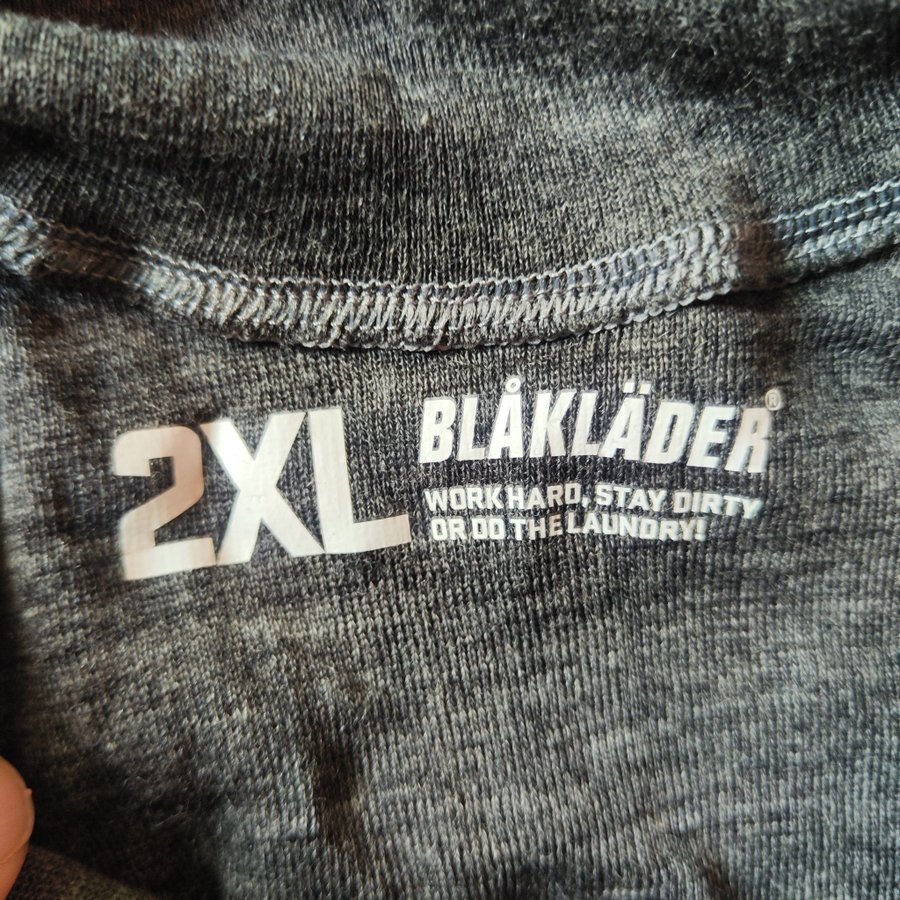 2XL
BLÅKLÄDER®
WORK HARD, STAY DIRTY
OR DO THE LAUNDRY!